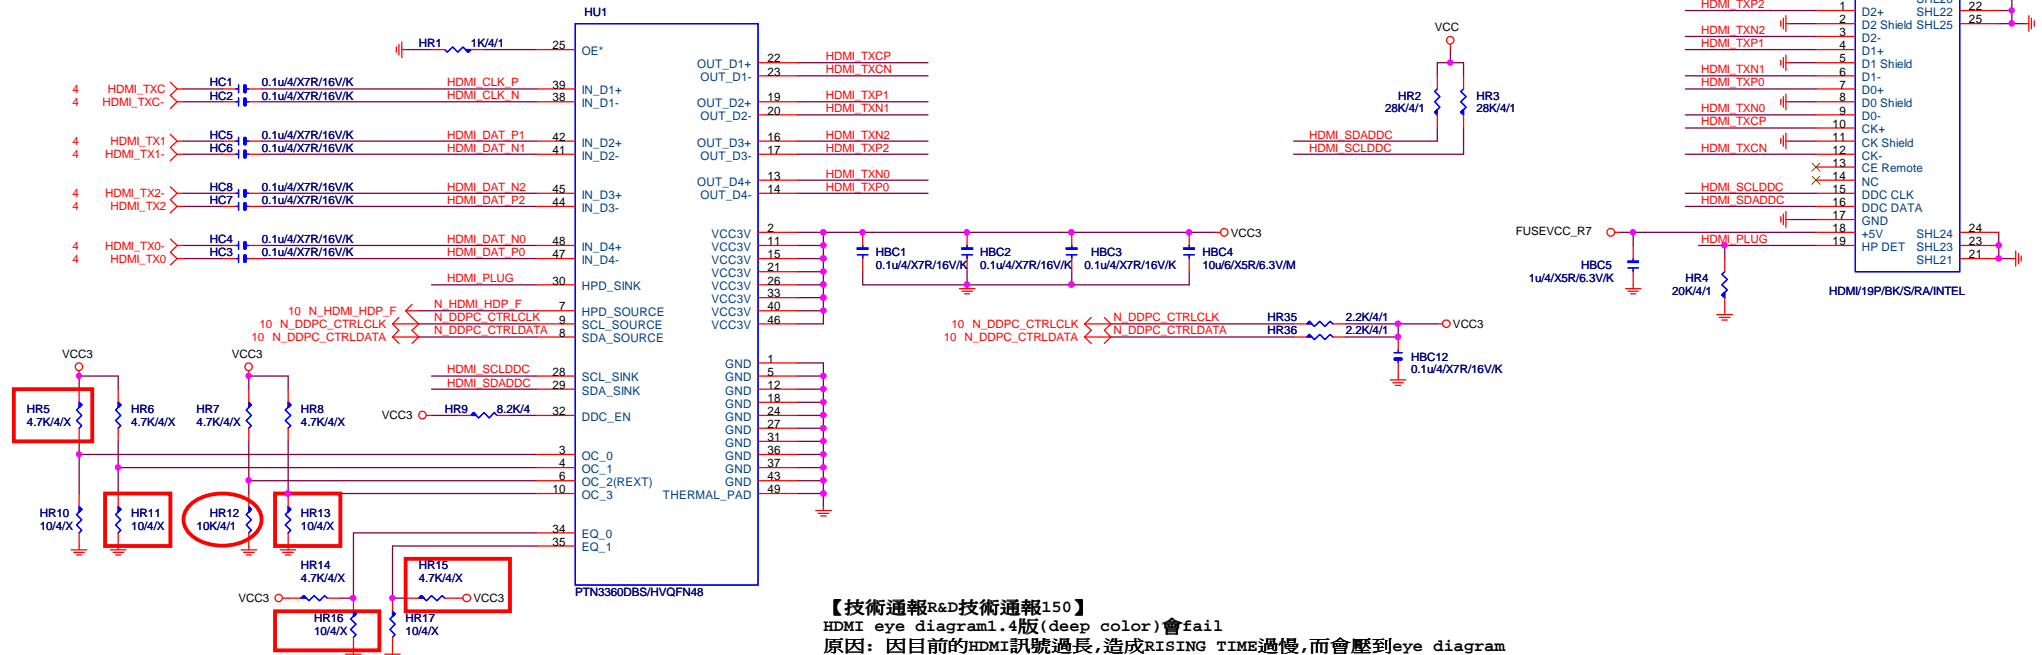 HU1
HR1 1K/4/1 25 OE*
4 HDMI_TXC HC1 0.1u/4/X7R/16V/K HDMI_CLK_P 39 IN_D1+
4 HDMI_TXC- HC2 0.1u/4/X7R/16V/K HDMI_CLK_N 38 IN_D1-
4 HDMI_TX1 HC5 0.1u/4/X7R/16V/K HDMI_DAT_P1 42 IN_D2+
4 HDMI_TX1- HC6 0.1u/4/X7R/16V/K HDMI_DAT_N1 41 IN_D2-
4 HDMI_TX2- HC8 0.1u/4/X7R/16V/K HDMI_DAT_N2 45 IN_D3+
4 HDMI_TX2 HC7 0.1u/4/X7R/16V/K HDMI_DAT_P2 44 IN_D3-
4 HDMI_TX0- HC4 0.1u/4/X7R/16V/K HDMI_DAT_N0 48 IN_D4+
4 HDMI_TX0 HC3 0.1u/4/X7R/16V/K HDMI_DAT_P0 47 IN_D4-
HDMI_PLUG 30 HPD_SINK
10 N_HDMI_HDP_F N_HDMI_HDP_F 7 HPD_SOURCE
10 N_DDPC_CTRLCLK N_DDPC_CTRLCLK 9 SCL_SOURCE
10 N_DDPC_CTRLDATA N_DDPC_CTRLDATA 8 SDA_SOURCE
HDMI_SCLDDC 28 SCL_SINK
HDMI_SDADDC 29 SDA_SINK
VCC3 HR9 8.2K/4 32 DDC_EN
VCC3 VCC3
HR5 HR6 HR7 HR8
4.7K/4/X 4.7K/4/X 4.7K/4/X 4.7K/4/X
3 OC_0
4 OC_1
6 OC_2(REXT)
10 OC_3
HR10 HR11 HR12 HR13
10/4/X 10/4/X 10K/4/1 10/4/X
34 EQ_0
35 EQ_1
HR14 HR15
4.7K/4/X 4.7K/4/X
VCC3 VCC3
HR16 HR17
10/4/X 10/4/X
PTN3360DBS/HVQFN48
OUT_D1+ 22 HDMI_TXCP
OUT_D1- 23 HDMI_TXCN
OUT_D2+ 19 HDMI_TXP1
OUT_D2- 20 HDMI_TXN1
OUT_D3+ 16 HDMI_TXN2
OUT_D3- 17 HDMI_TXP2
OUT_D4+ 13 HDMI_TXN0
OUT_D4- 14 HDMI_TXP0
VCC3V 2 VCC3
VCC3V 11
VCC3V 15
VCC3V 21
VCC3V 26
VCC3V 33
VCC3V 40
VCC3V 46
HBC1 HBC2 HBC3 HBC4
0.1u/4/X7R/16V/K 0.1u/4/X7R/16V/K 0.1u/4/X7R/16V/K 10u/6/X5R/6.3V/M
GND 1
GND 5
GND 12
GND 18
GND 24
GND 27
GND 31
GND 36
GND 37
GND 43
THERMAL_PAD 49
VCC
HR2 HR3
28K/4/1 28K/4/1
HDMI_SDADDC
HDMI_SCLDDC
10 N_DDPC_CTRLCLK N_DDPC_CTRLCLK HR35 2.2K/4/1 VCC3
10 N_DDPC_CTRLDATA N_DDPC_CTRLDATA HR36 2.2K/4/1
HBC12
0.1u/4/X7R/16V/K
HDMI_TXP2 1 D2+ SHL22 22
2 D2 Shield SHL25 25
HDMI_TXN2 3 D2-
HDMI_TXP1 4 D1+
5 D1 Shield
HDMI_TXN1 6 D1-
HDMI_TXP0 7 D0+
8 D0 Shield
HDMI_TXN0 9 D0-
HDMI_TXCP 10 CK+
11 CK Shield
HDMI_TXCN 12 CK-
13 CE Remote
14 NC
HDMI_SCLDDC 15 DDC CLK
HDMI_SDADDC 16 DDC DATA
17 GND
FUSEVCC_R7 18 +5V SHL24 24
HDMI_PLUG 19 HP DET SHL23 23
SHL21 21
HBC5
1u/4/X5R/6.3V/K
HR4
20K/4/1
HDMI/19P/BK/S/RA/INTEL
【技術通報R&D技術通報150】
HDMI eye diagram1.4版(deep color)會fail
原因: 因目前的HDMI訊號過長,造成RISING TIME過慢,而會壓到eye diagram